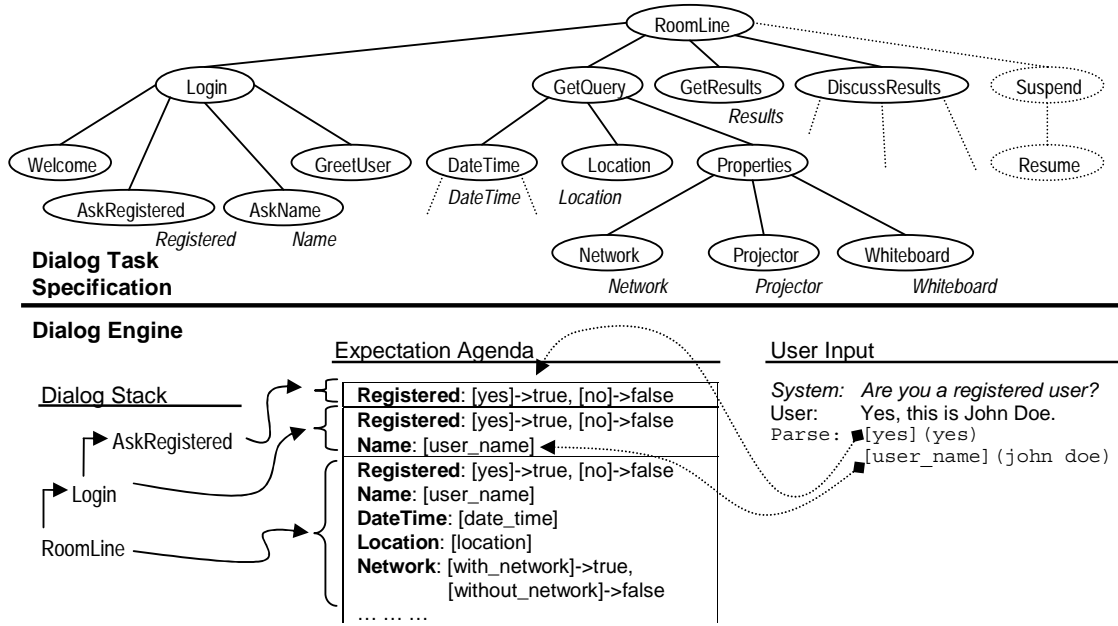 RoomLine
Login
GetQuery
GetResults
DiscussResults
Suspend
Results
Welcome
GreetUser
DateTime
Location
Properties
Resume
DateTime
Location
AskRegistered
AskName
Registered
Name
Network
Projector
Whiteboard
Network
Projector
Whiteboard
Dialog Task
Specification
Dialog Engine
Dialog Stack
AskRegistered
Login
RoomLine
Expectation Agenda
Registered: [yes]->true, [no]->false
Registered: [yes]->true, [no]->false
Name: [user_name]
Registered: [yes]->true, [no]->false
Name: [user_name]
DateTime: [date_time]
Location: [location]
Network: [with_network]->true,
[without_network]->false
… … …
User Input
System: Are you a registered user?
User: Yes, this is John Doe.
Parse: [yes](yes)
[user_name](john doe)